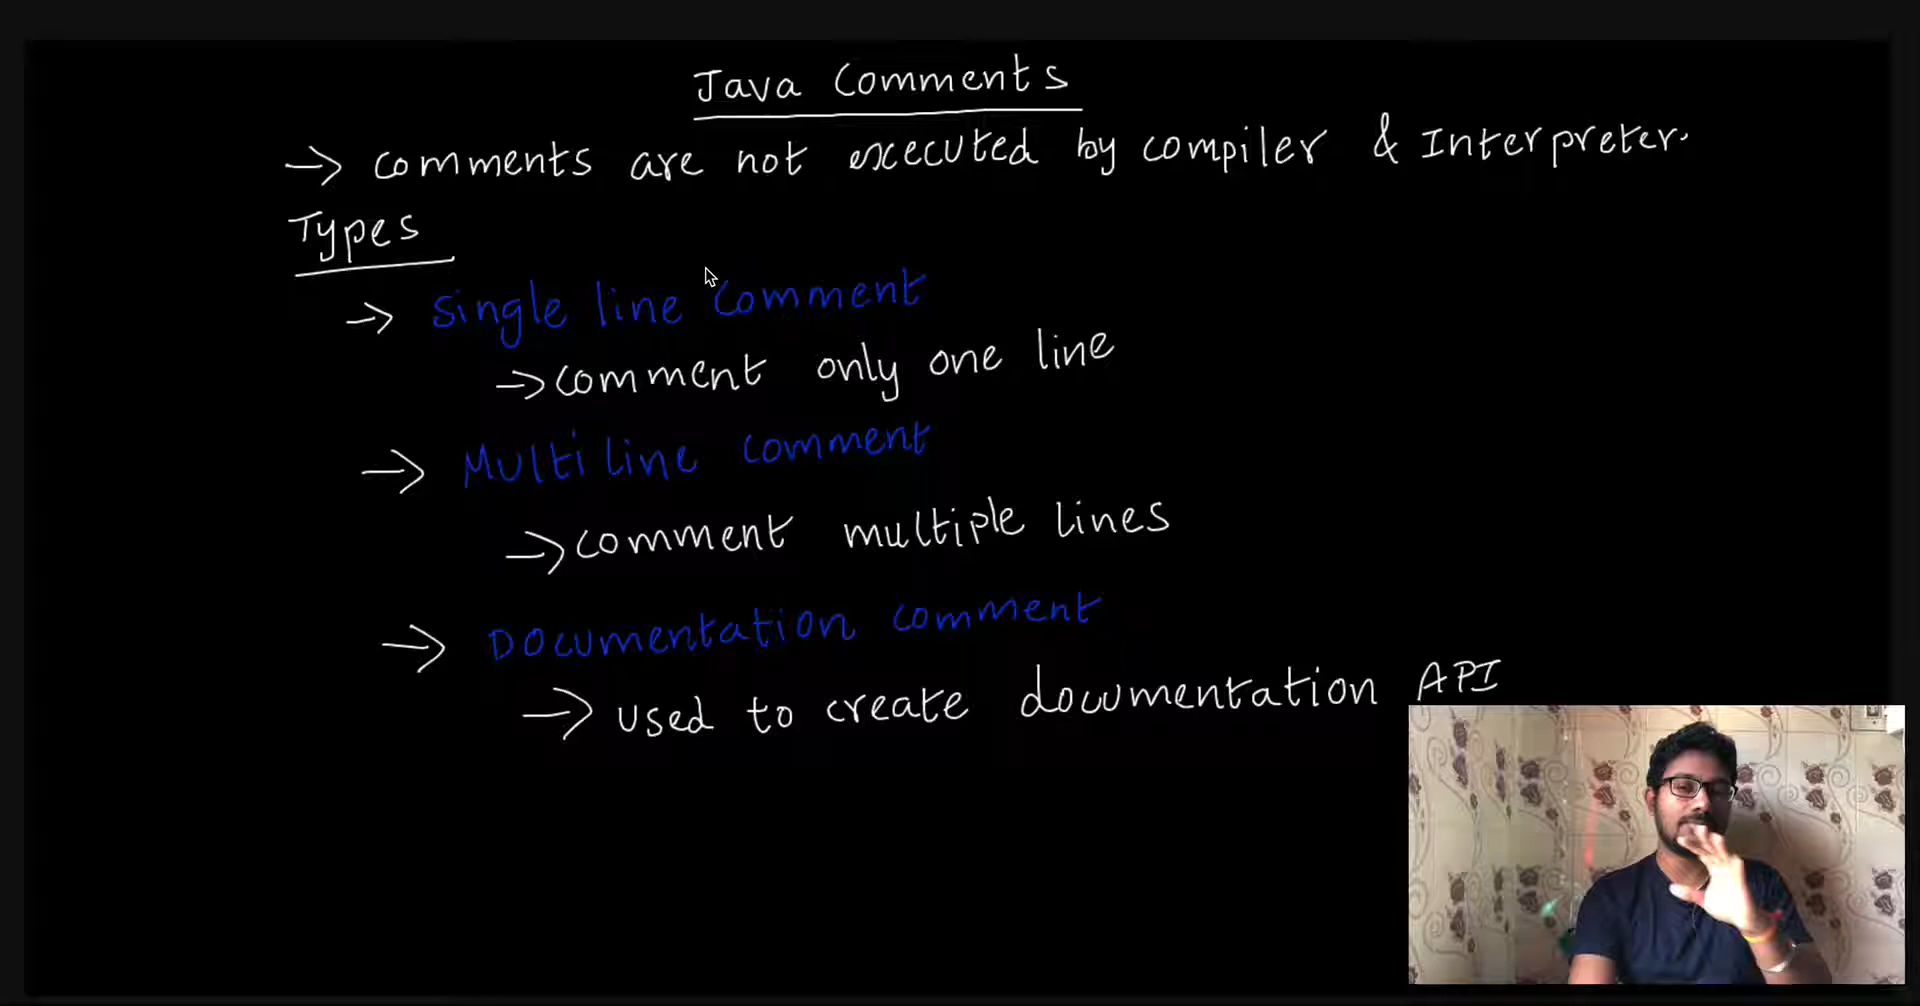 Java Comments
→ comments are not executed by compiler & Interpreter.
Types
→ Single line comment
→ comment only one line
→ Multi line comment
→ comment multiple lines
→ Documentation comment
→ used to create documentation API